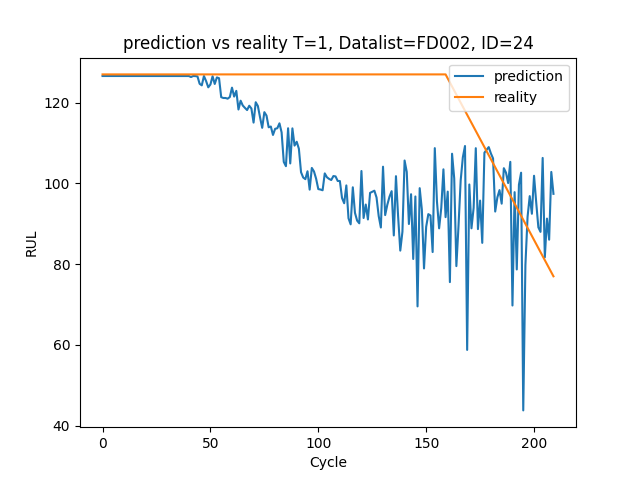 prediction vs reality T=1, Datalist=FD002, ID=24
prediction
reality
120
100
80
60
40
RUL
0
50
100
150
200
Cycle